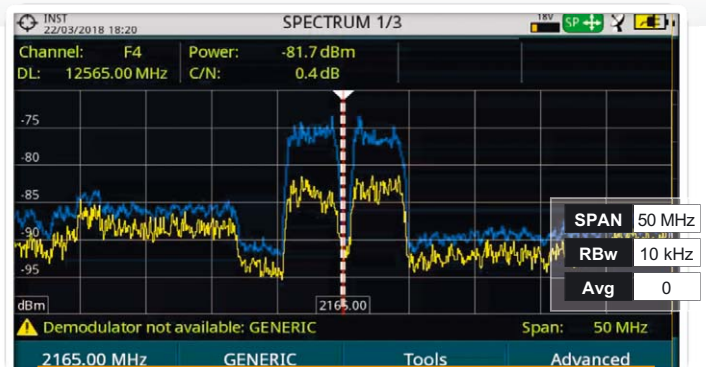 INST
22/03/2018 18:20
SPECTRUM 1/3
18V SP
Channel: F4 Power: -81.7 dBm
DL: 12565.00 MHz C/N: 0.4 dB
-75
-80
-85
-90
-95
dBm
2165.00
SPAN 50 MHz
RBw 10 kHz
Avg 0
Demodulator not available: GENERIC Span: 50 MHz
2165.00 MHz GENERIC Tools Advanced